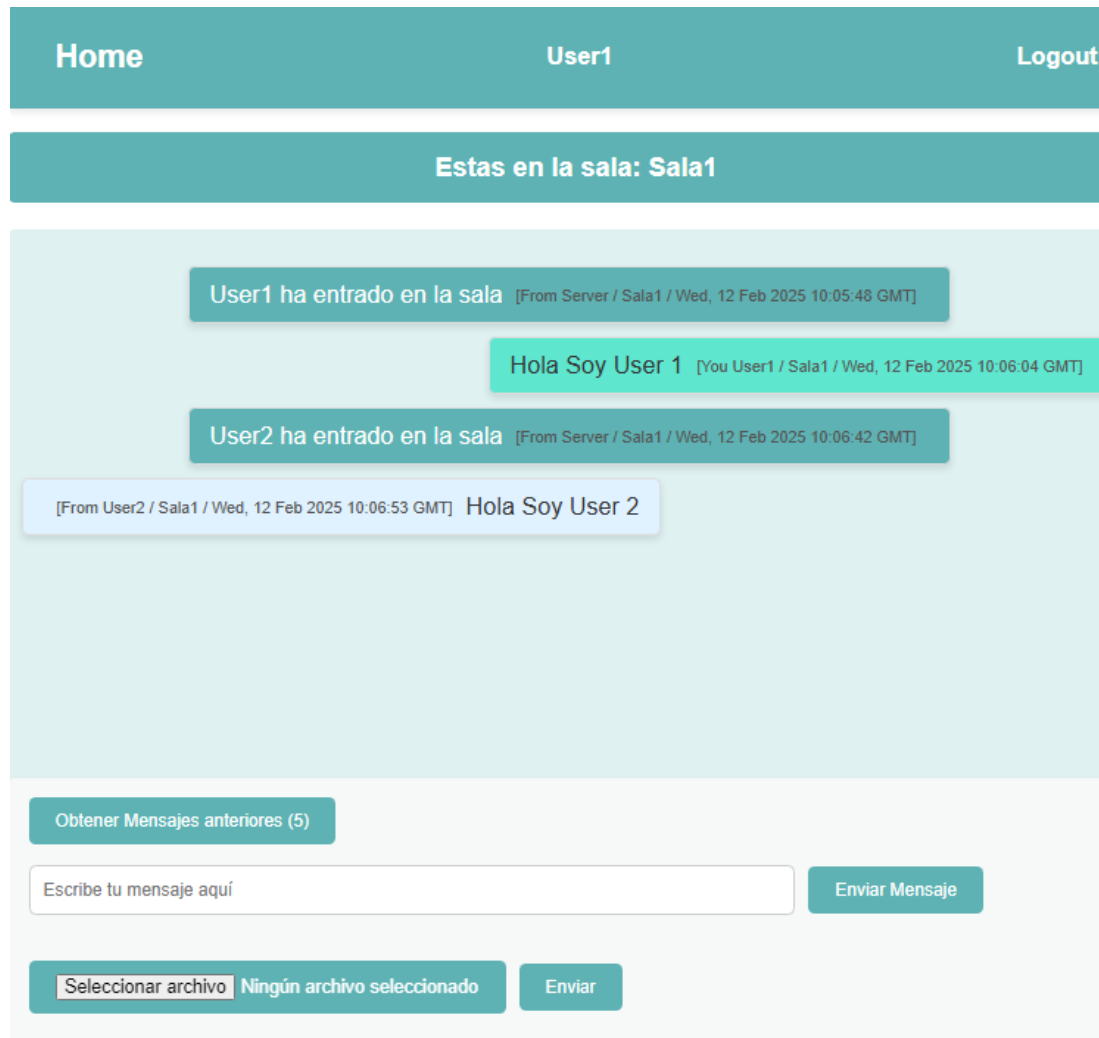 Home User1 Logout
Estas en la sala: Sala1
User1 ha entrado en la sala [From Server / Sala1 / Wed, 12 Feb 2025 10:05:48 GMT]
Hola Soy User 1 [You User1 / Sala1 / Wed, 12 Feb 2025 10:06:04 GMT]
User2 ha entrado en la sala [From Server / Sala1 / Wed, 12 Feb 2025 10:06:42 GMT]
[From User2 / Sala1 / Wed, 12 Feb 2025 10:06:53 GMT] Hola Soy User 2
Obtener Mensajes anteriores (5)
Escribe tu mensaje aquí Enviar Mensaje
Seleccionar archivo Ningún archivo seleccionado Enviar